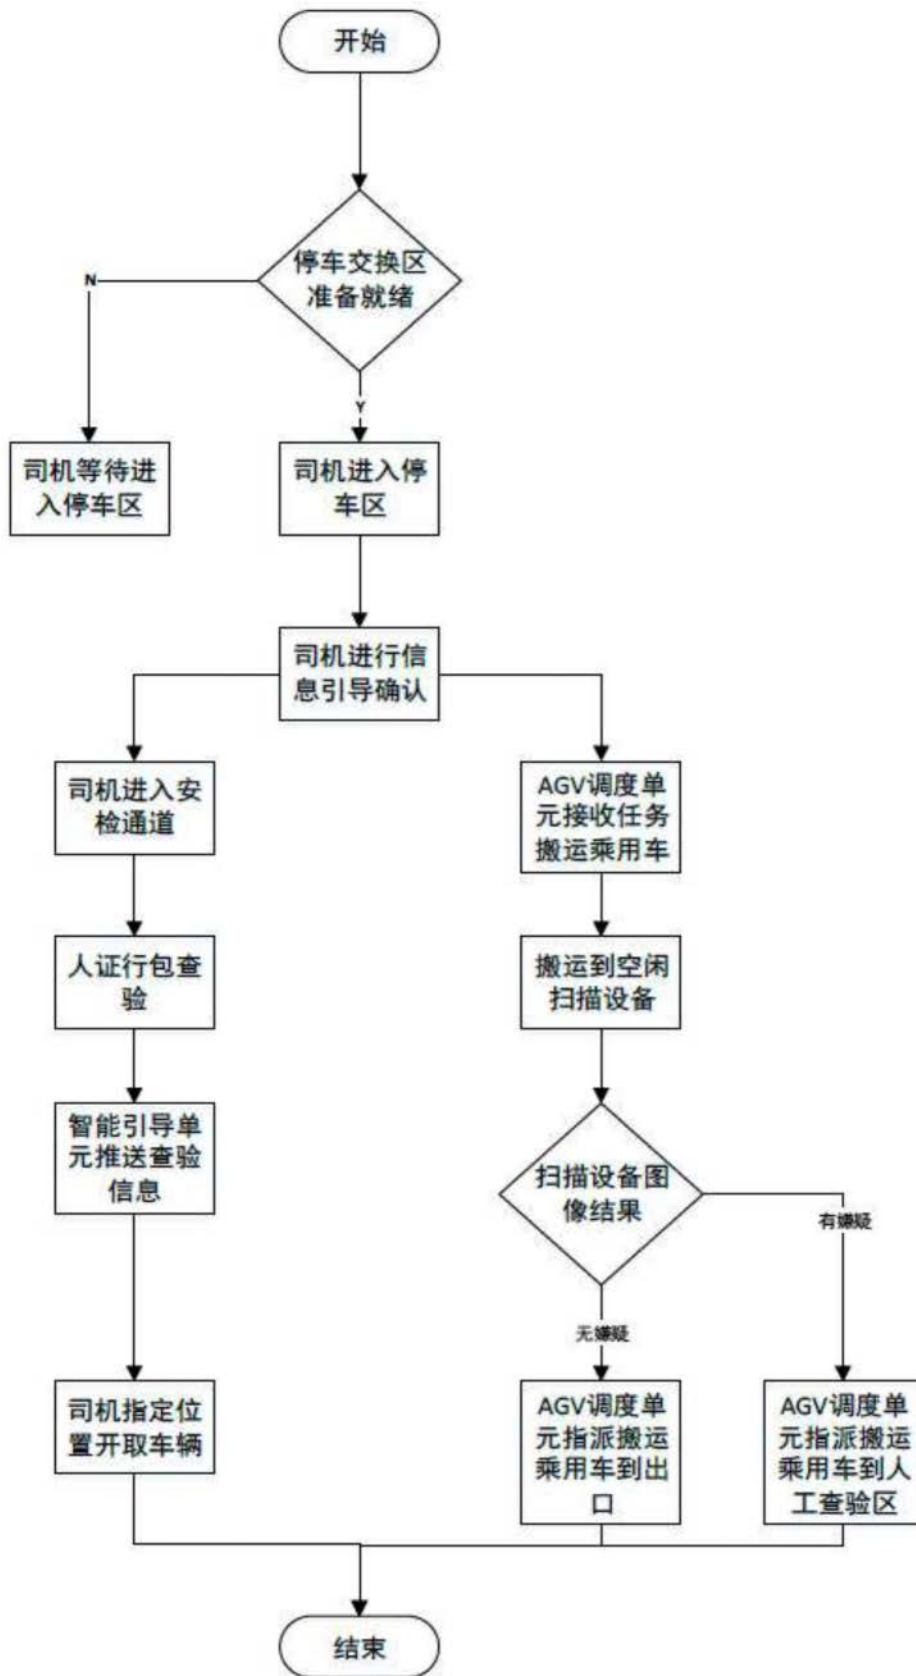 开始
停车交换区
准备就绪
N
Y
司机等待进
入停车区
司机进入停
车区
司机进行信
息引导确认
司机进入安
检通道
AGV调度单
元接收任务
搬运乘用车
人证行包查
验
搬运到空闲
扫描设备
智能引导单
元推送查验
信息
扫描设备图
像结果
有嫌疑
无嫌疑
司机指定位
置开取车辆
AGV调度单
元指派搬运
乘用车到出
口
AGV调度单
元指派搬运
乘用车到人
工查验区
结束